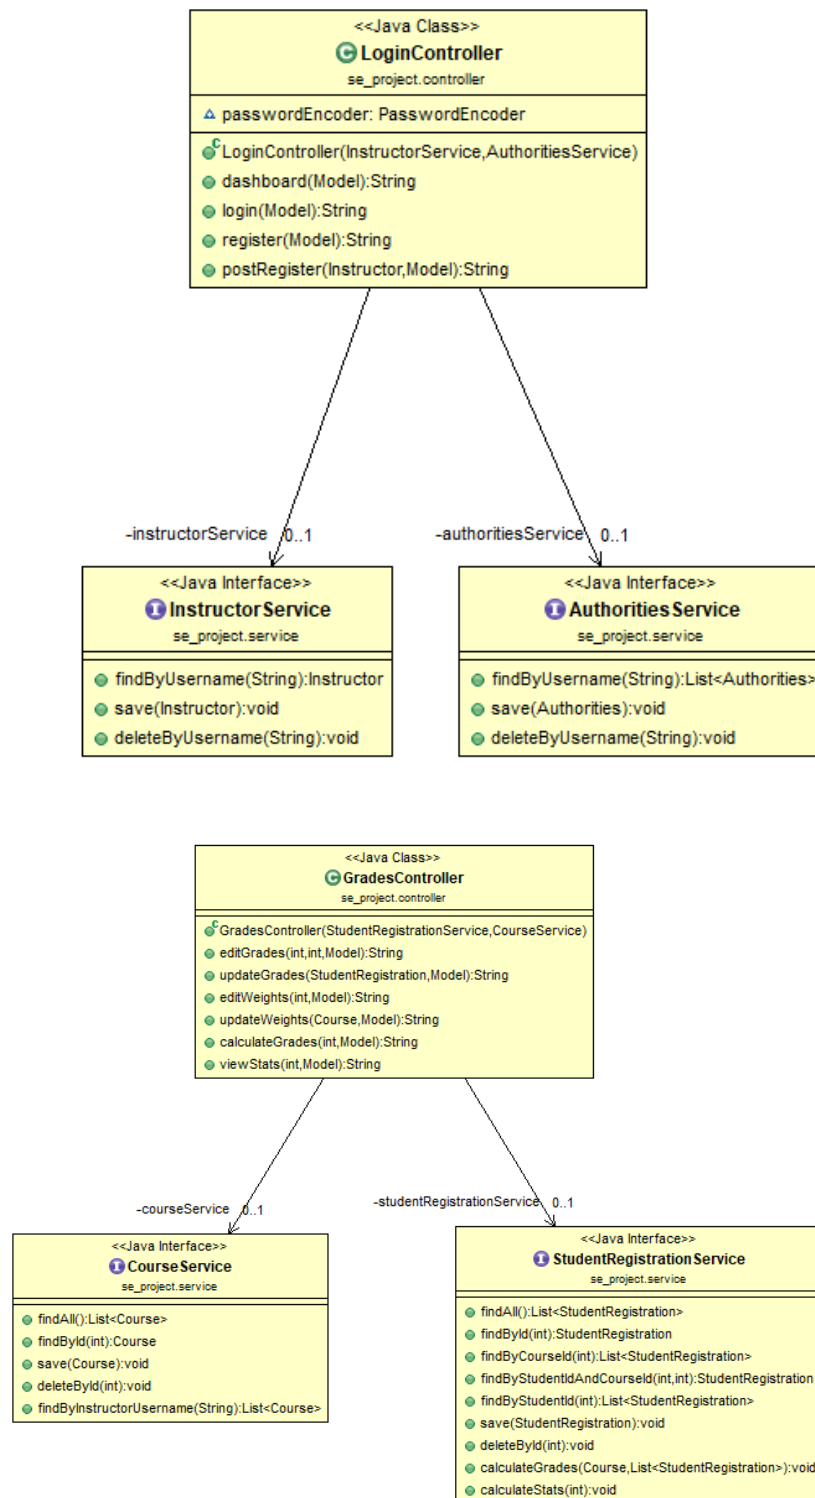 <<Java Class>>
LoginController
se_project.controller
passwordEncoder: PasswordEncoder
LoginController(InstructorService,AuthoritiesService)
dashboard(Model):String
login(Model):String
register(Model):String
postRegister(Instructor,Model):String
-instructorService 0..1
-authoritiesService 0..1
<<Java Interface>>
InstructorService
se_project.service
findByUsername(String):Instructor
save(Instructor):void
deleteByUsername(String):void
<<Java Interface>>
AuthoritiesService
se_project.service
findByUsername(String):List<Authorities>
save(Authorities):void
deleteByUsername(String):void
<<Java Class>>
GradesController
se_project.controller
GradesController(StudentRegistrationService,CourseService)
editGrades(int,int,Model):String
updateGrades(StudentRegistration,Model):String
editWeights(int,Model):String
updateWeights(Course,Model):String
calculateGrades(int,Model):String
viewStats(int,Model):String
-courseService 0..1
-studentRegistrationService 0..1
<<Java Interface>>
CourseService
se_project.service
findAll():List<Course>
findById(int):Course
save(Course):void
deleteById(int):void
findByInstructorUsername(String):List<Course>
<<Java Interface>>
StudentRegistrationService
se_project.service
findAll():List<StudentRegistration>
findById(int):StudentRegistration
findByCourseId(int):List<StudentRegistration>
findByStudentIdAndCourseId(int,int):StudentRegistration
findByStudentId(int):List<StudentRegistration>
save(StudentRegistration):void
deleteById(int):void
calculateGrades(Course,List<StudentRegistration>):void
calculateStats(int):void